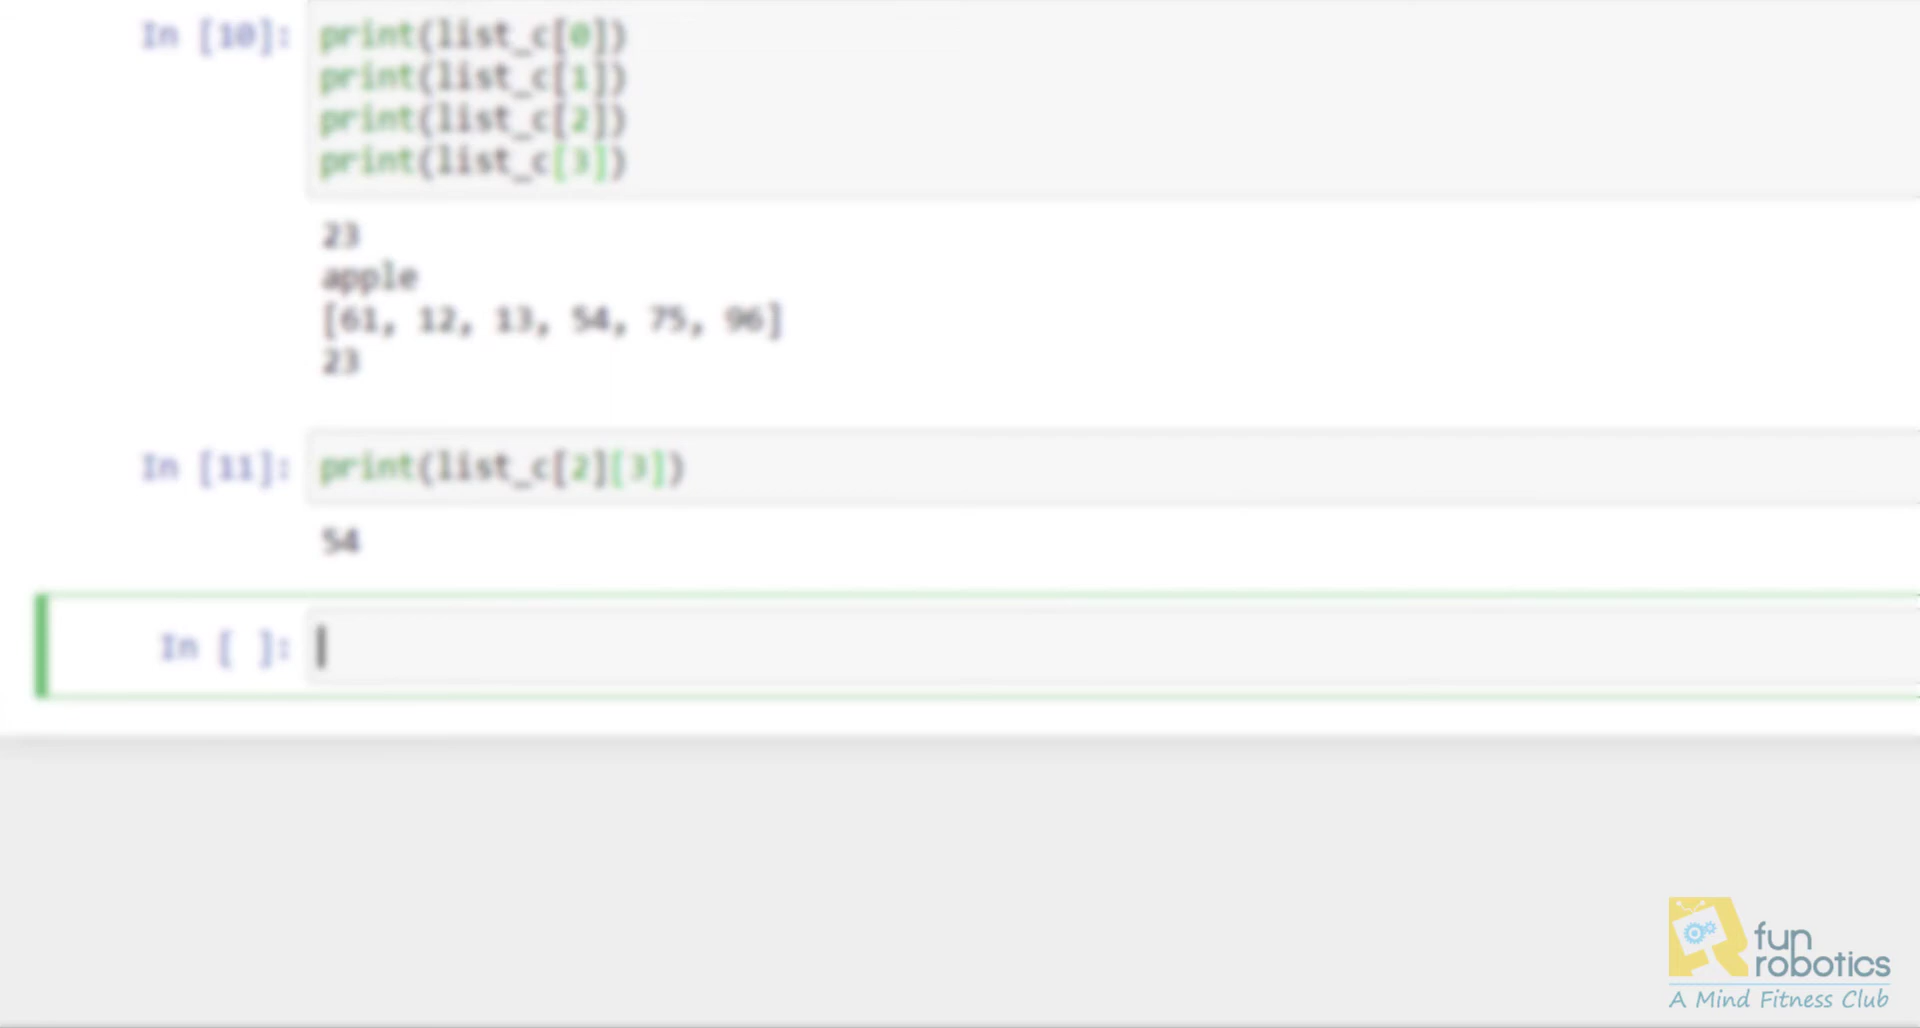 In [10]: print(list_c[0])
print(list_c[1])
print(list_c[2])
print(list_c[3])
23
apple
[61, 12, 13, 54, 75, 96]
23
In [11]: print(list_c[2][3])
54
In [ ]:
fun
robotics
A Mind Fitness Club